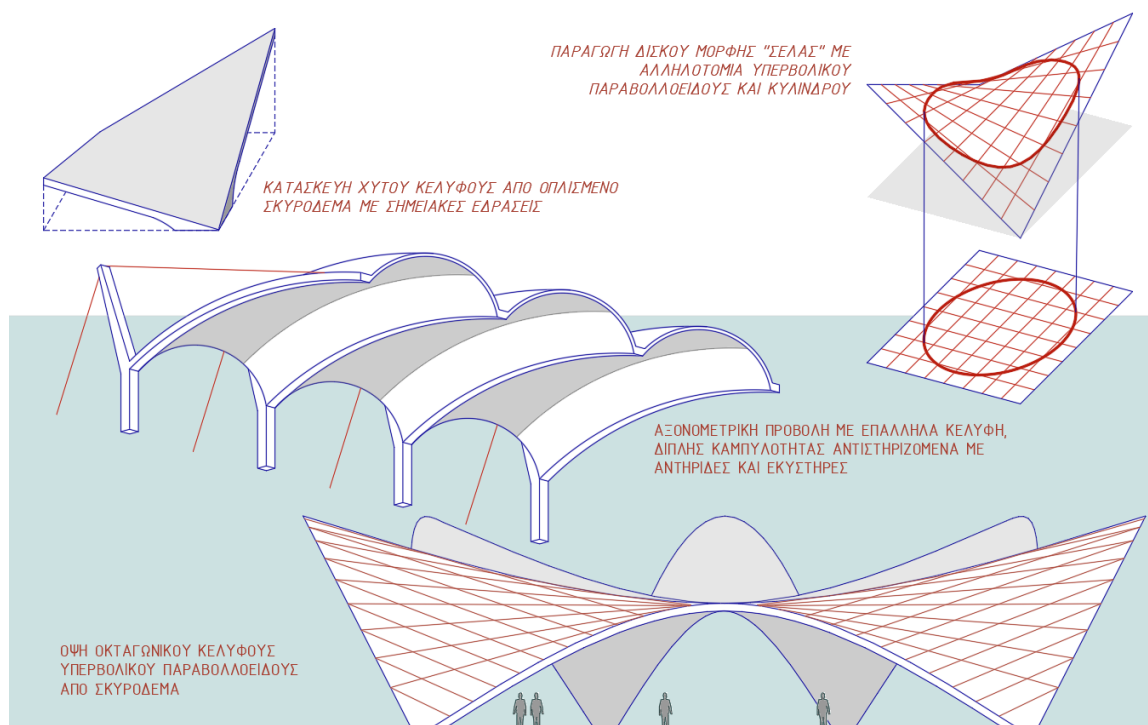 ΠΑΡΑΓΩΓΗ ΔΙΣΚΟΥ ΜΟΡΦΗΣ "ΣΕΛΑΣ" ΜΕ
ΑΛΛΗΛΟΤΟΜΙΑ ΥΠΕΡΒΟΛΙΚΟΥ
ΠΑΡΑΒΟΛΛΟΕΙΔΟΥΣ ΚΑΙ ΚΥΛΙΝΔΡΟΥ
ΚΑΤΑΣΚΕΥΗ ΧΥΤΟΥ ΚΕΛΥΦΟΥΣ ΑΠΟ ΟΠΛΙΣΜΕΝΟ
ΣΚΥΡΟΔΕΜΑ ΜΕ ΣΗΜΕΙΑΚΕΣ ΕΔΡΑΣΕΙΣ
ΑΞΟΝΟΜΕΤΡΙΚΗ ΠΡΟΒΟΛΗ ΜΕ ΕΠΑΛΛΗΛΑ ΚΕΛΥΦΗ,
ΔΙΠΛΗΣ ΚΑΜΠΥΛΟΤΗΤΑΣ ΑΝΤΙΣΤΗΡΙΖΟΜΕΝΑ ΜΕ
ΑΝΤΗΡΙΔΕΣ ΚΑΙ ΕΚΥΣΤΗΡΕΣ
ΟΨΗ ΟΚΤΑΓΩΝΙΚΟΥ ΚΕΛΥΦΟΥΣ
ΥΠΕΡΒΟΛΙΚΟΥ ΠΑΡΑΒΟΛΛΟΕΙΔΟΥΣ
ΑΠΟ ΣΚΥΡΟΔΕΜΑ